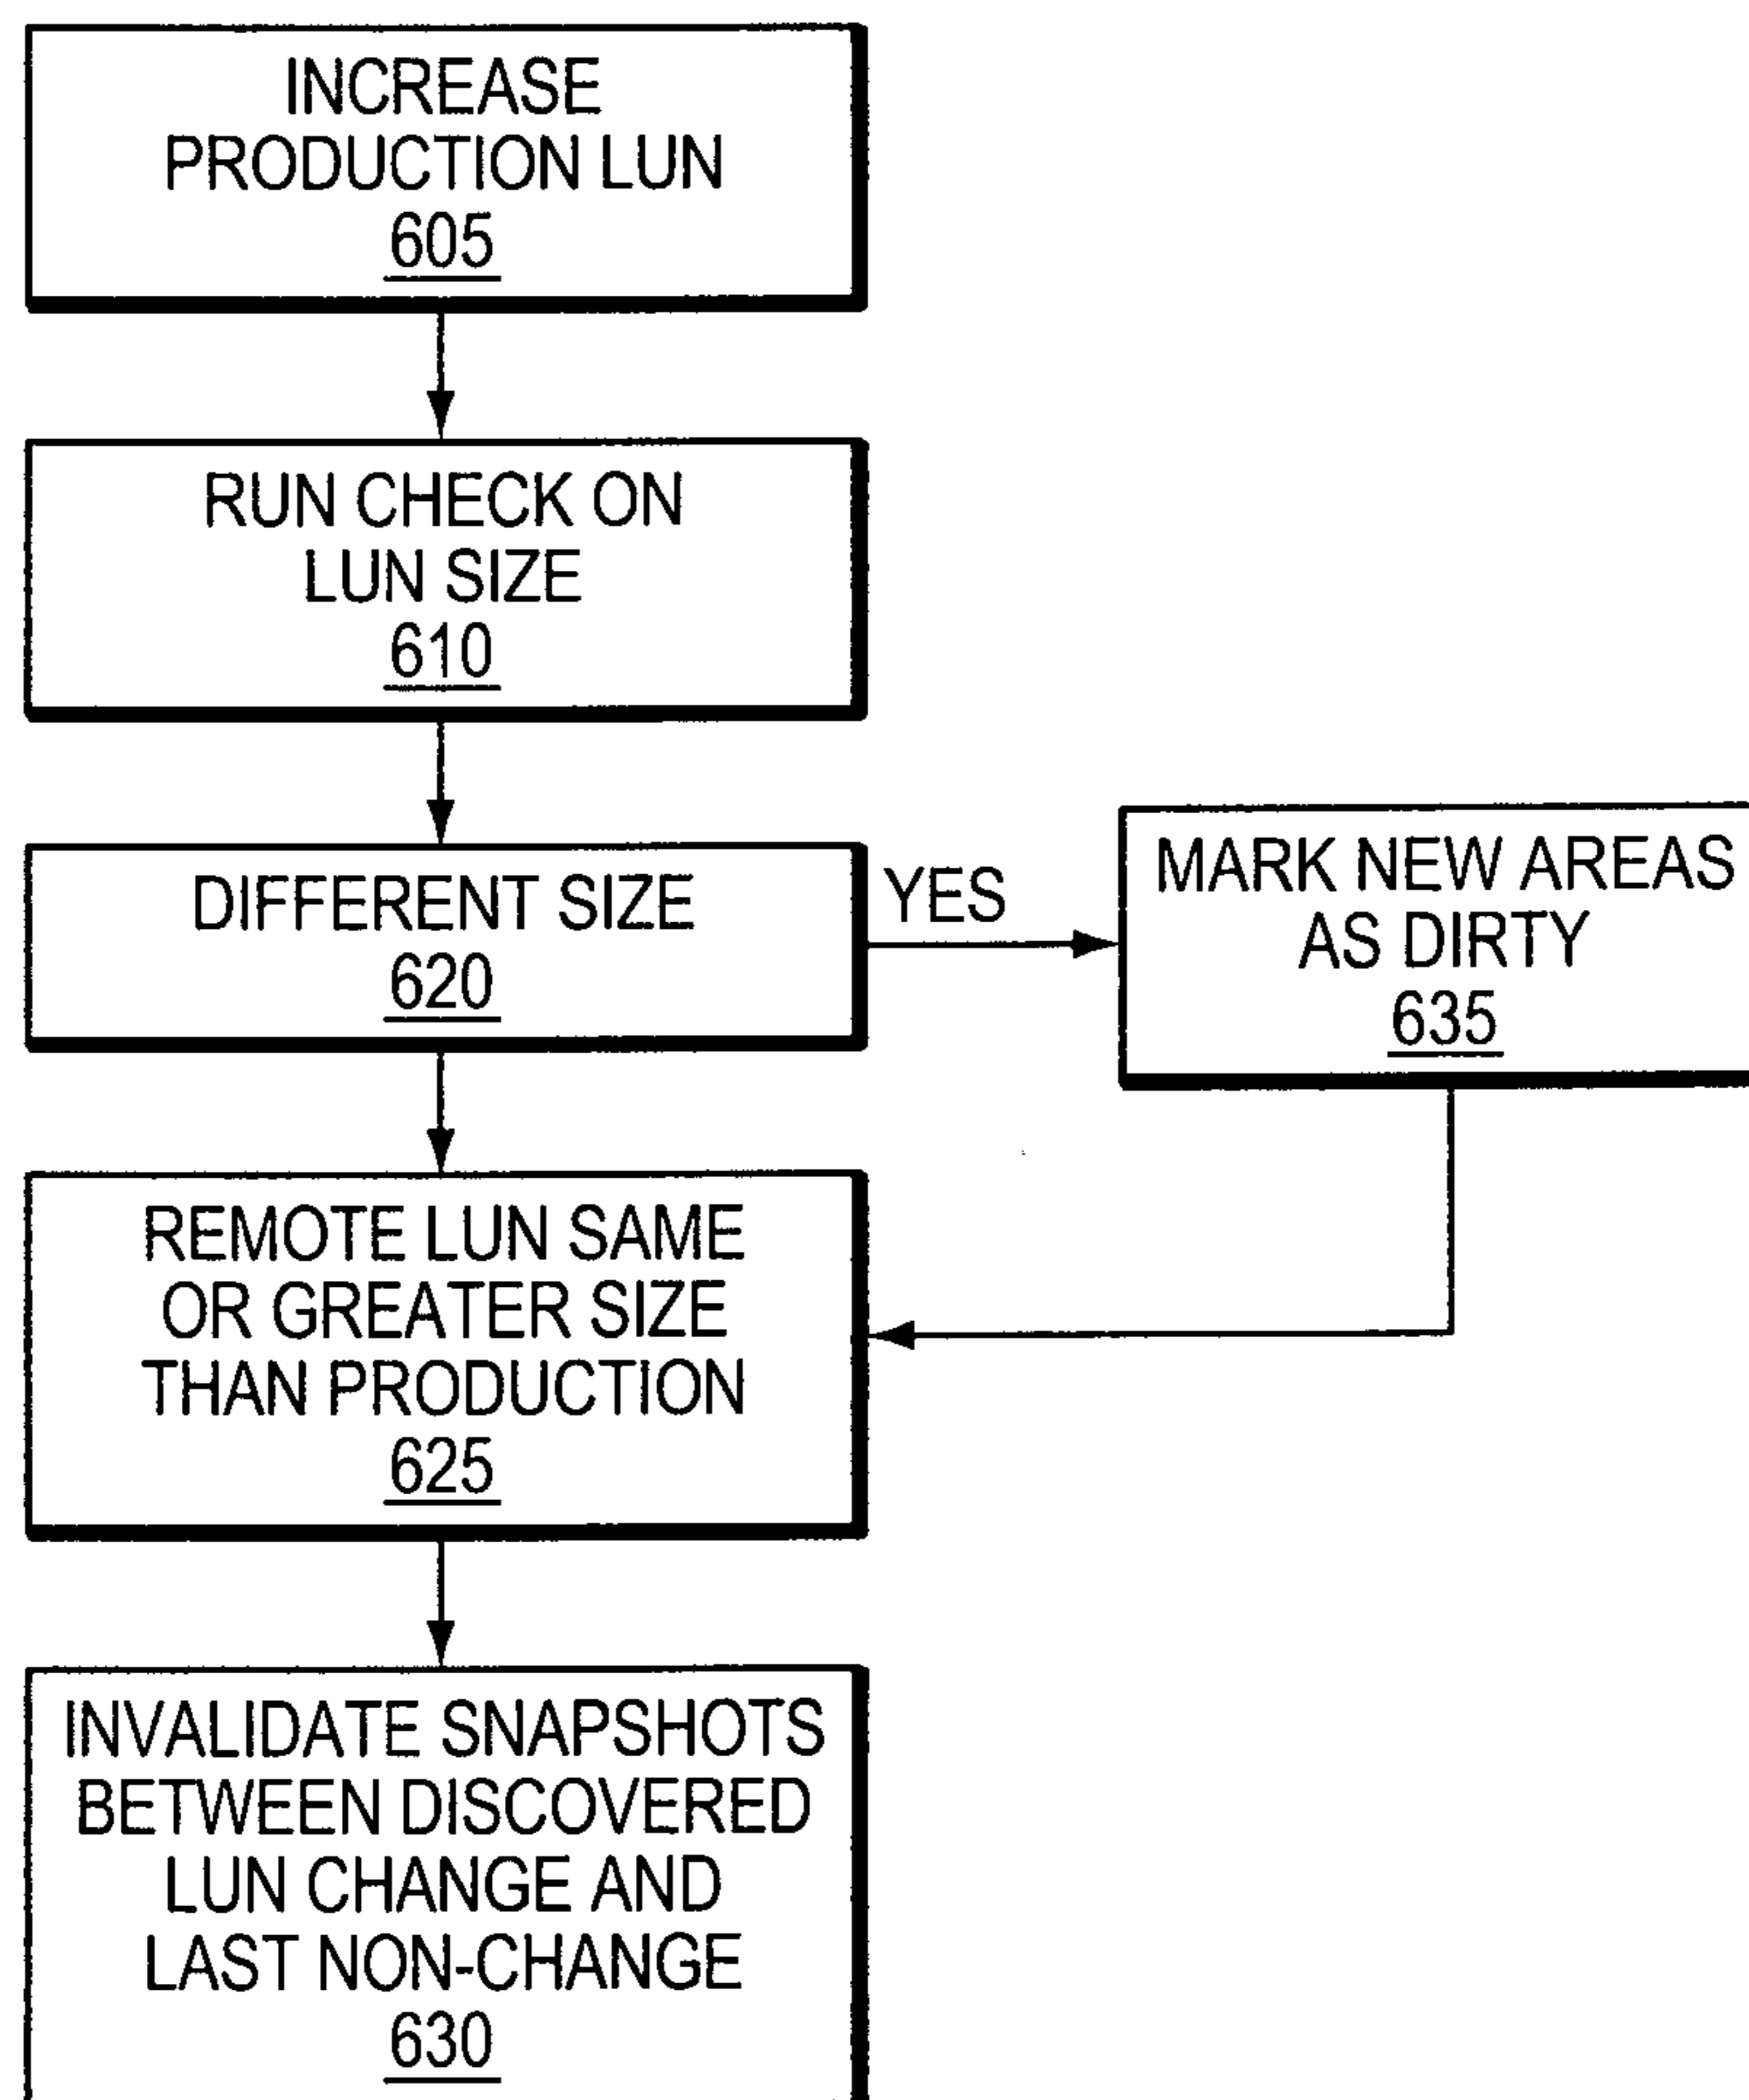 INCREASE
PRODUCTION LUN
605
RUN CHECK ON
LUN SIZE
610
DIFFERENT SIZE
620
YES
MARK NEW AREAS
AS DIRTY
635
REMOTE LUN SAME
OR GREATER SIZE
THAN PRODUCTION
625
INVALIDATE SNAPSHOTS
BETWEEN DISCOVERED
LUN CHANGE AND
LAST NON-CHANGE
630